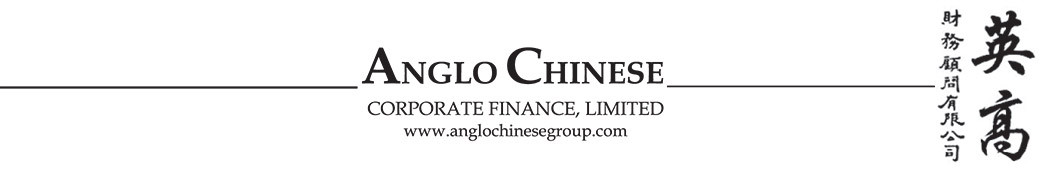 ANGLO CHINESE
CORPORATE FINANCE, LIMITED
www.anglochinesegroup.com
英高
財務顧問有限公司